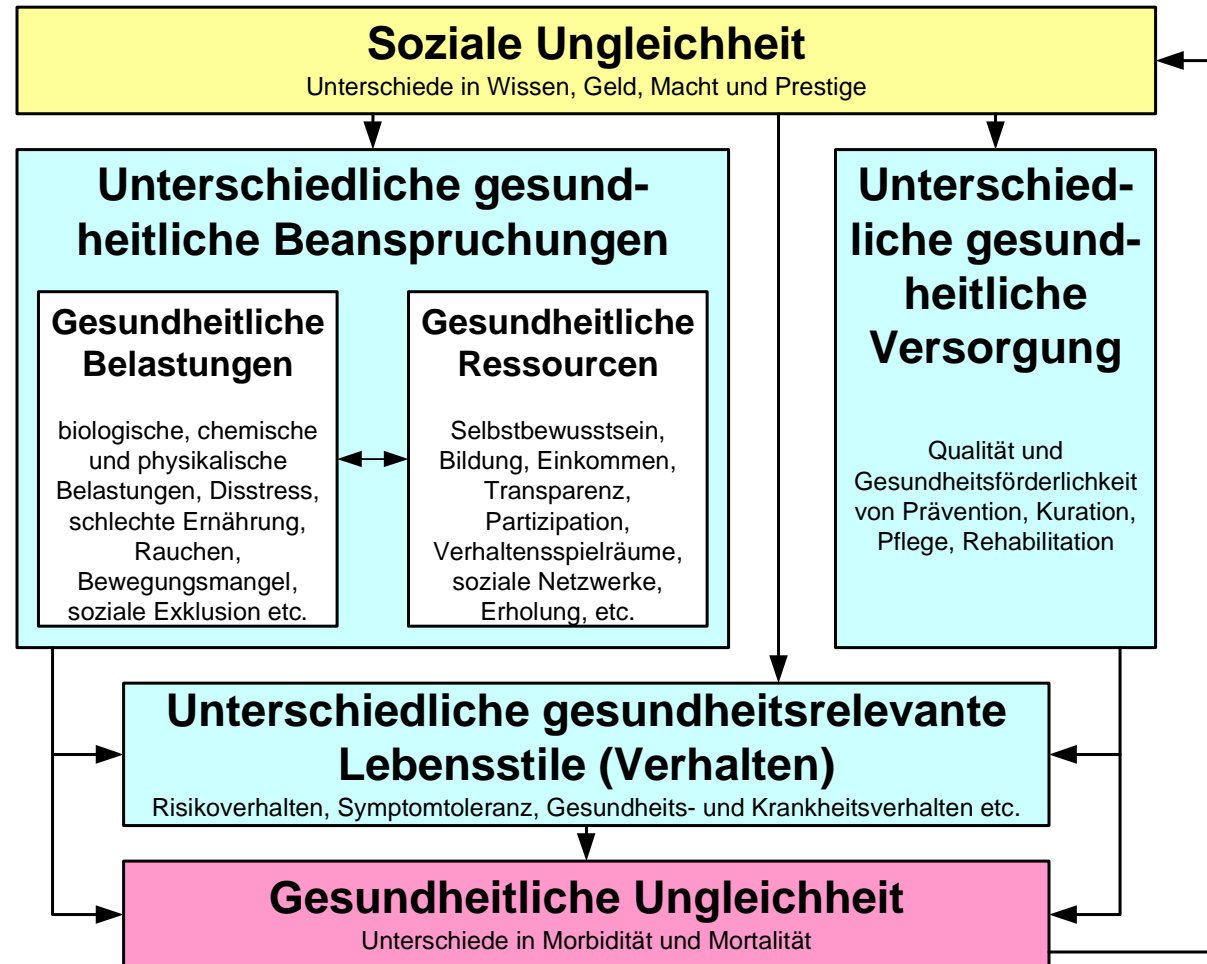 Soziale Ungleichheit
Unterschiede in Wissen, Geld, Macht und Prestige
Unterschiedliche gesund-
heitliche Beanspruchungen
Gesundheitliche
Belastungen
biologische, chemische
und physikalische
Belastungen, Disstress,
schlechte Ernährung,
Rauchen,
Bewegungsmangel,
soziale Exklusion etc.
Gesundheitliche
Ressourcen
Selbstbewusstsein,
Bildung, Einkommen,
Transparenz,
Partizipation,
Verhaltensspielräume,
soziale Netzwerke,
Erholung, etc.
Unterschied-
liche gesund-
heitliche
Versorgung
Qualität und
Gesundheitsförderlichkeit
von Prävention, Kuration,
Pflege, Rehabilitation
Unterschiedliche gesundheitsrelevante
Lebensstile (Verhalten)
Risikoverhalten, Symptomtoleranz, Gesundheits- und Krankheitsverhalten etc.
Gesundheitliche Ungleichheit
Unterschiede in Morbidität und Mortalität